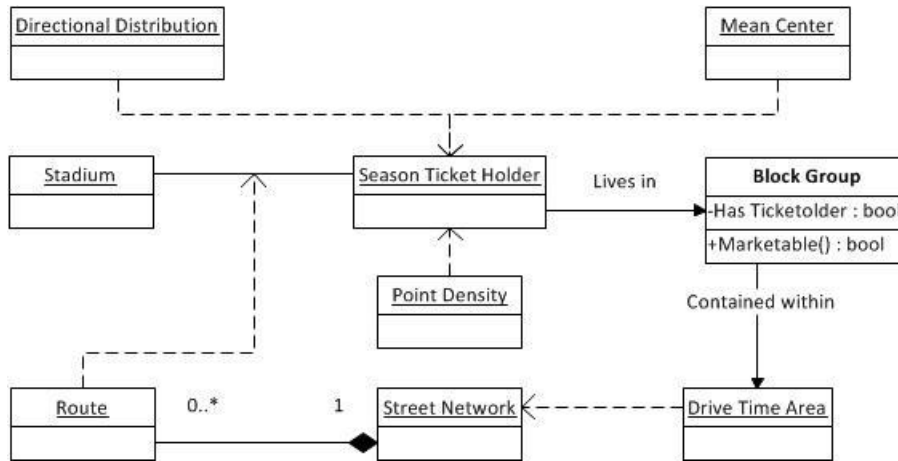 Directional Distribution
Mean Center
Stadium
Season Ticket Holder
Lives in
Block Group
-Has Ticketolder : bool
+Marketable() : bool
Point Density
Contained within
Route
0..*
1
Street Network
Drive Time Area